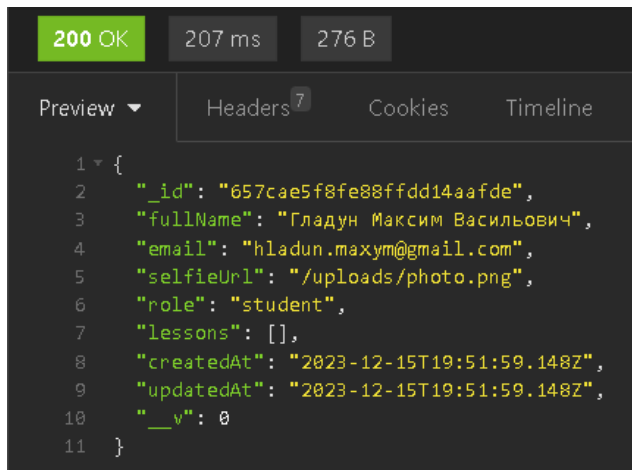 200 OK 207 ms 276 B
Preview Headers 7 Cookies Timeline
1 {
2 "_id": "657cae5f8fe88ffdd14aafde",
3 "fullName": "Гладун Максим Васильович",
4 "email": "hladun.maxym@gmail.com",
5 "selfieUrl": "/uploads/photo.png",
6 "role": "student",
7 "lessons": [],
8 "createdAt": "2023-12-15T19:51:59.148Z",
9 "updatedAt": "2023-12-15T19:51:59.148Z",
10 "__v": 0
11 }